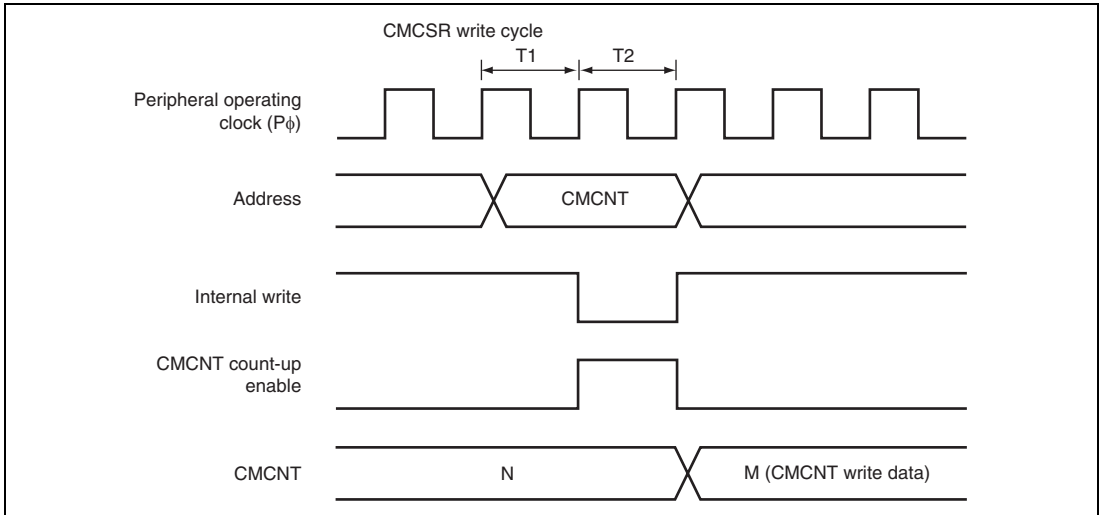 CMCSR write cycle
T1 T2
Peripheral operating
clock (Pϕ)
Address
CMCNT
Internal write
CMCNT count-up
enable
CMCNT
N
M (CMCNT write data)